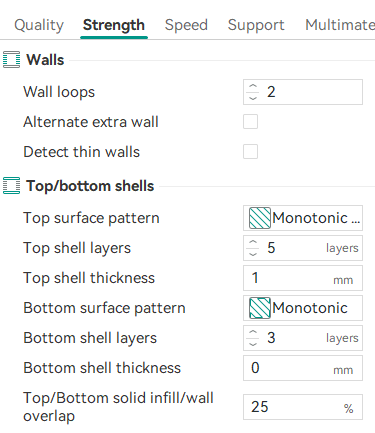 Quality Strength Speed Support Multimate
Walls
Wall loops 2
Alternate extra wall
Detect thin walls
Top/bottom shells
Top surface pattern Monotonic ...
Top shell layers 5 layers
Top shell thickness 1 mm
Bottom surface pattern Monotonic
Bottom shell layers 3 layers
Bottom shell thickness 0 mm
Top/Bottom solid infill/wall
overlap 25 %